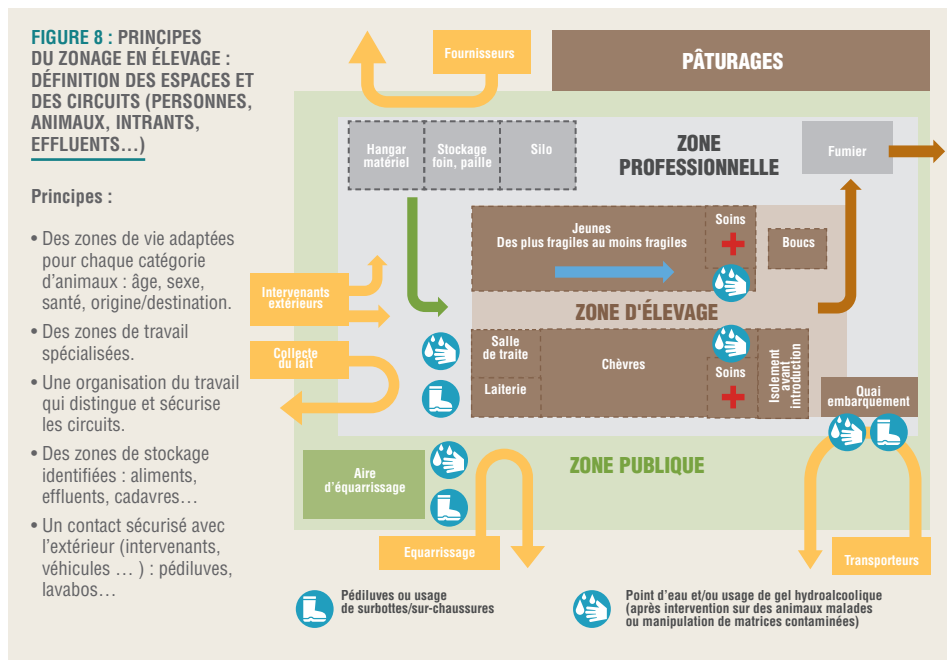 FIGURE 8 : PRINCIPES
DU ZONAGE EN ÉLEVAGE :
DÉFINITION DES ESPACES ET
DES CIRCUITS (PERSONNES,
ANIMAUX, INTRANTS,
EFFLUENTS…)
Principes :
• Des zones de vie adaptées
pour chaque catégorie
d'animaux : âge, sexe,
santé, origine/destination.
• Des zones de travail
spécialisées.
• Une organisation du travail
qui distingue et sécurise
les circuits.
• Des zones de stockage
identifiées : aliments,
effluents, cadavres…
• Un contact sécurisé avec
l'extérieur (intervenants,
véhicules … ) : pédiluves,
lavabos…
Fournisseurs
PÂTURAGES
Hangar
matériel
Stockage
foin, paille
Silo
ZONE
PROFESSIONNELLE
Fumier
Jeunes
Des plus fragiles au moins fragiles
Soins
Boucs
Intervenants
extérieurs
ZONE D'ÉLEVAGE
Collecte
du lait
Salle
de traite
Laiterie
Chèvres
Soins
Isolement
avant
introduction
Quai
embarquement
Aire
d'équarrissage
ZONE PUBLIQUE
Equarrissage
Transporteurs
Pédiluves ou usage
de surbottes/sur-chaussures
Point d'eau et/ou usage de gel hydroalcoolique
(après intervention sur des animaux malades
ou manipulation de matrices contaminées)